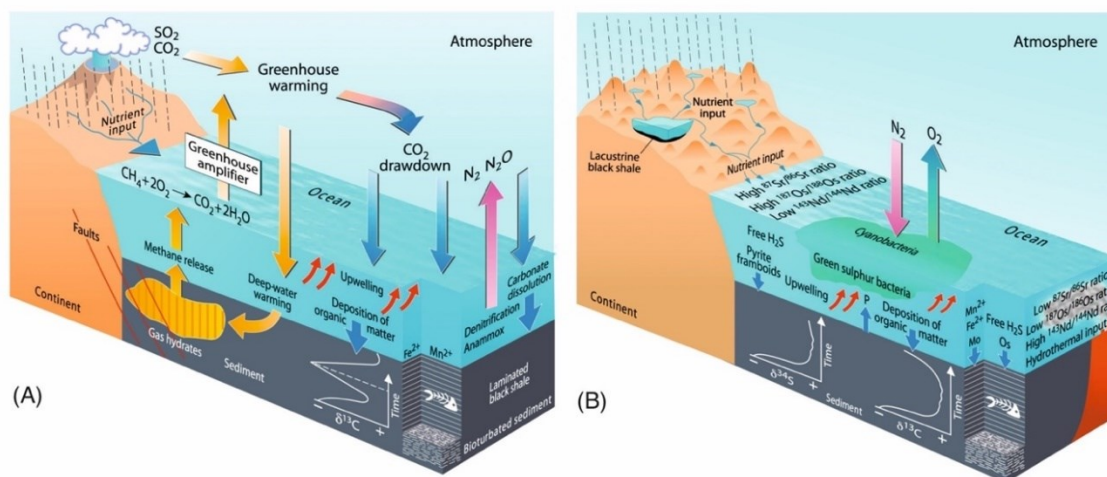 SO2
CO2
Atmosphere
Greenhouse
warming
Nutrient
input
Greenhouse
amplifier
CH4+2O2
CO2+2H2O
CO2
drawdown
N2 N2O
Ocean
Faults
Methane release
Continent
Gas hydrates
Sediment
Deep-water
warming
Upwelling
Deposition of
organic matter
Carbonate
dissolution
Denitrification
Anammox
Fe2+ Mn2+
Laminated
black shale
Bioturbated sediment
Time
– δ13C +
(A)
Atmosphere
Nutrient
input
Lacustrine
black shale
Nutrient input
N2
O2
High 87Sr/86Sr ratio
High 187Os/188Os ratio
Low 143Nd/144Nd ratio
Ocean
Cyanobacteria
Green sulphur bacteria
Free H2S
Pyrite
framboids
Upwelling
P
Deposition of
organic matter
Mn2+
Fe2+
Mo
Free H2S
Os
Low 87Sr/86Sr ratio
Low 187Os/186Os rat
High 143Nd/144Nd ra
Hydrothermal input
Time
– δ34S +
Sediment
Time
– δ13C +
(B)